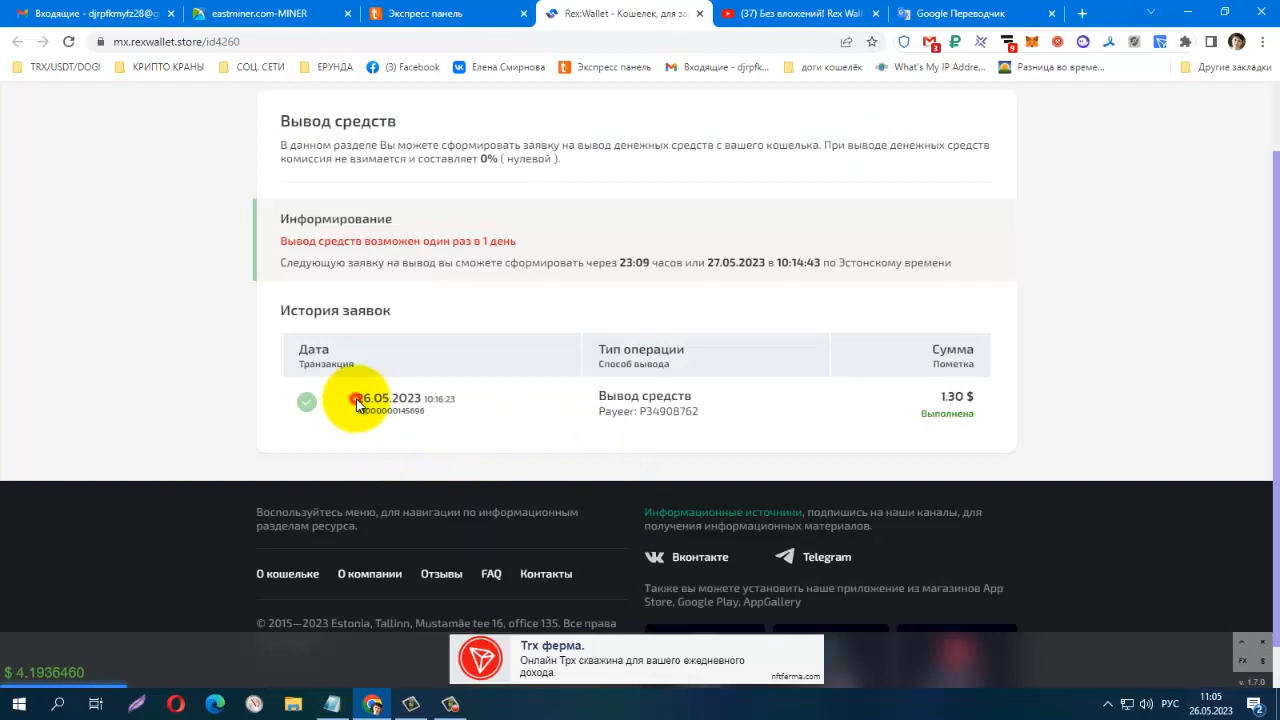 Входящие - djrpfkmyfz28@g
eastminer.com-MINER
Экспресс панель
Rex:Wallet - Кошелек, для за
(37) Без вложений! Rex Wall
Google Переводчик
mx.rexwallet.store/id4260
3
9
TRX/USDT/DOGI
КРИПТО КРАНЫ
СОЦ. СЕТИ
ЕРУНДА
(3) Facebook
Елена Смирнова
Экспресс панель
Входящие - djrpfk...
доги кошелёк
What's My IP Addre...
Разница во време...
Другие закладки
Вывод средств
В данном разделе Вы можете сформировать заявку на вывод денежных средств с вашего кошелька. При выводе денежных средств
комиссия не взимается и составляет 0% ( нулевой ).
Информирование
Вывод средств возможен один раз в 1 день
Следующую заявку на вывод вы сможете сформировать через 23:09 часов или 27.05.2023 в 10:14:43 по Эстонскому времени
История заявок
Дата
Транзакция
Тип операции
Способ вывода
Сумма
Пометка
26.05.2023 10:16:23
Вывод средств
Payeer: P34908762
1.30 $
Выполнена
Воспользуйтесь меню, для навигации по информационным
разделам ресурса.
О кошельке
О компании
Отзывы
FAQ
Контакты
© 2015—2023 Estonia, Tallinn, Mustamäe tee 16, office 135. Все права
Информационные источники, подпишись на наши каналы, для
получения информационных материалов.
Вконтакте
Telegram
Также вы можете установить наше приложение из магазинов App
Store, Google Play, AppGallery
Trx ферма.
Онлайн Трх скважина для вашего ежедневного
дохода.
nftferma.com
$ 4.1936460
FX
$
v. 1.7.0
РУС
11:05
26.05.2023
2